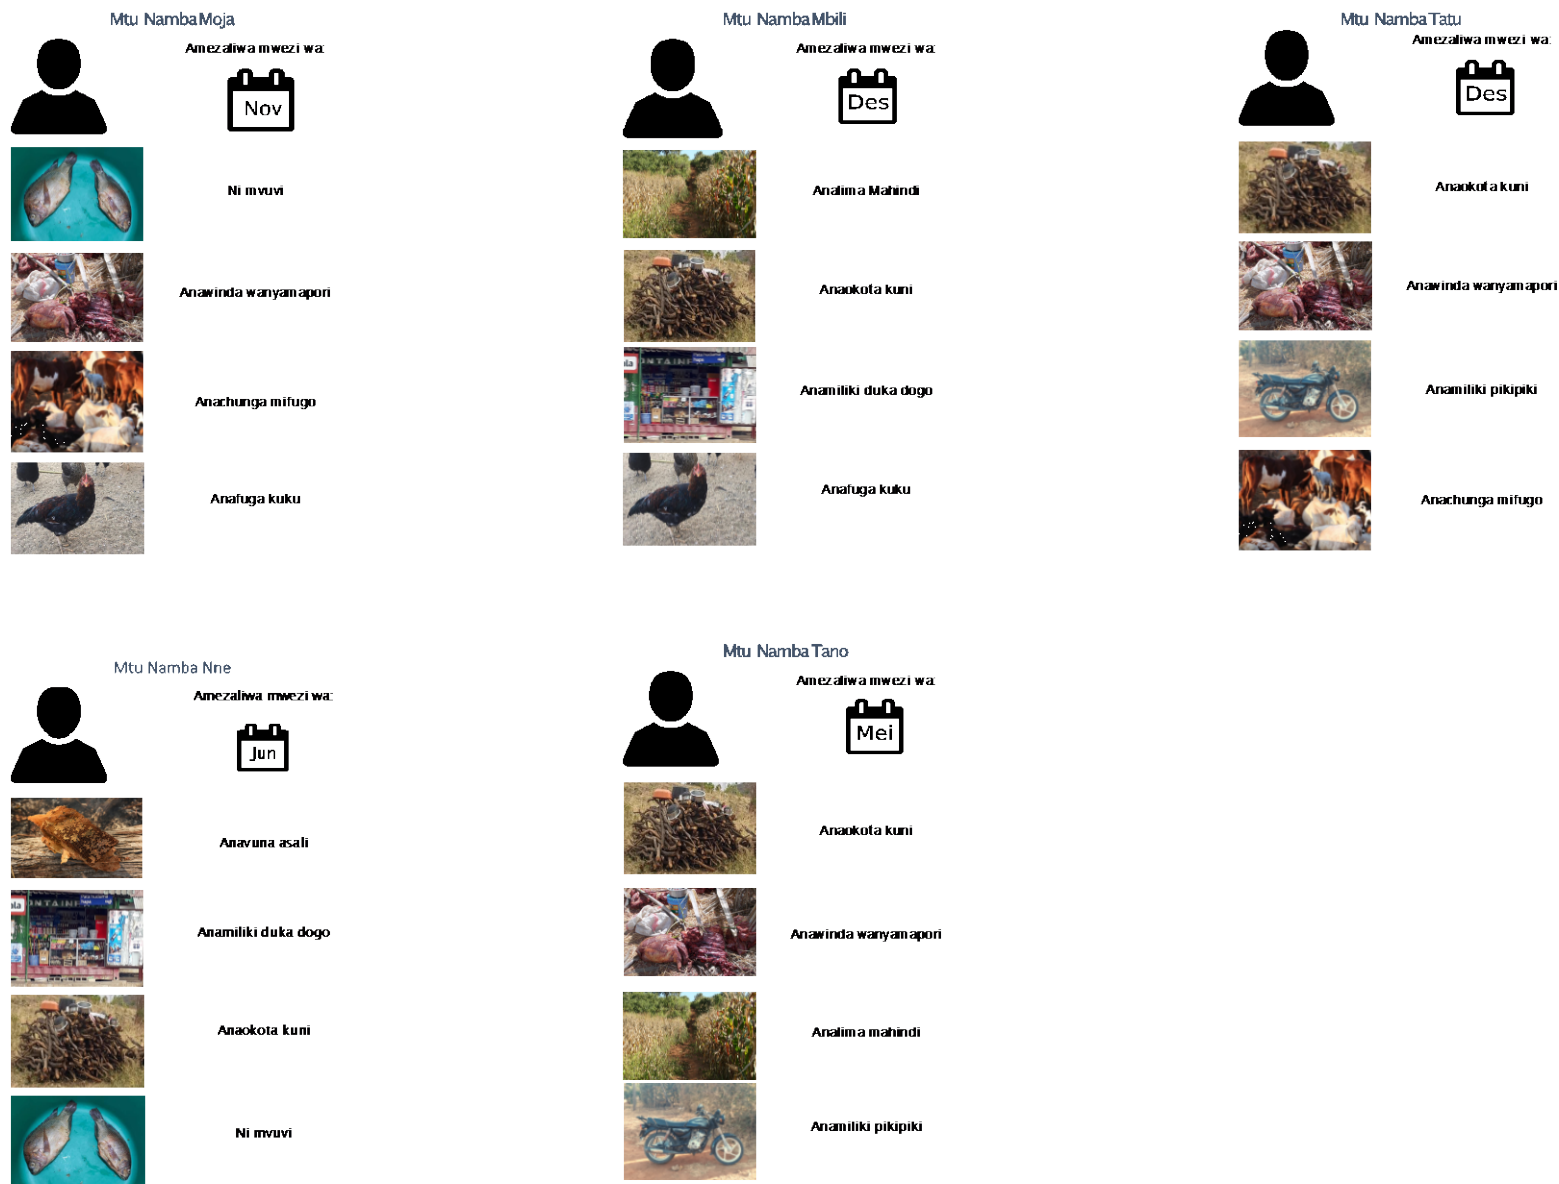 Mtu Namba Moja
Amezaliwa mwezi wa:
Nov
Ni mvuvi
Anawinda wanyamapori
Anachunga mifugo
Anafuga kuku
Mtu Namba Mbili
Amezaliwa mwezi wa:
Des
Analima Mahindi
Anaokota kuni
Anamiliki duka dogo
Anafuga kuku
Mtu Namba Tatu
Amezaliwa mwezi wa:
Des
Anaokota kuni
Anawinda wanyamapori
Anamiliki pikipiki
Anachunga mifugo
Mtu Namba Nne
Amezaliwa mwezi wa:
Jun
Anavuna asali
Anamiliki duka dogo
Anaokota kuni
Ni mvuvi
Mtu Namba Tano
Amezaliwa mwezi wa:
Mei
Anaokota kuni
Anawinda wanyamapori
Analima mahindi
Anamiliki pikipiki